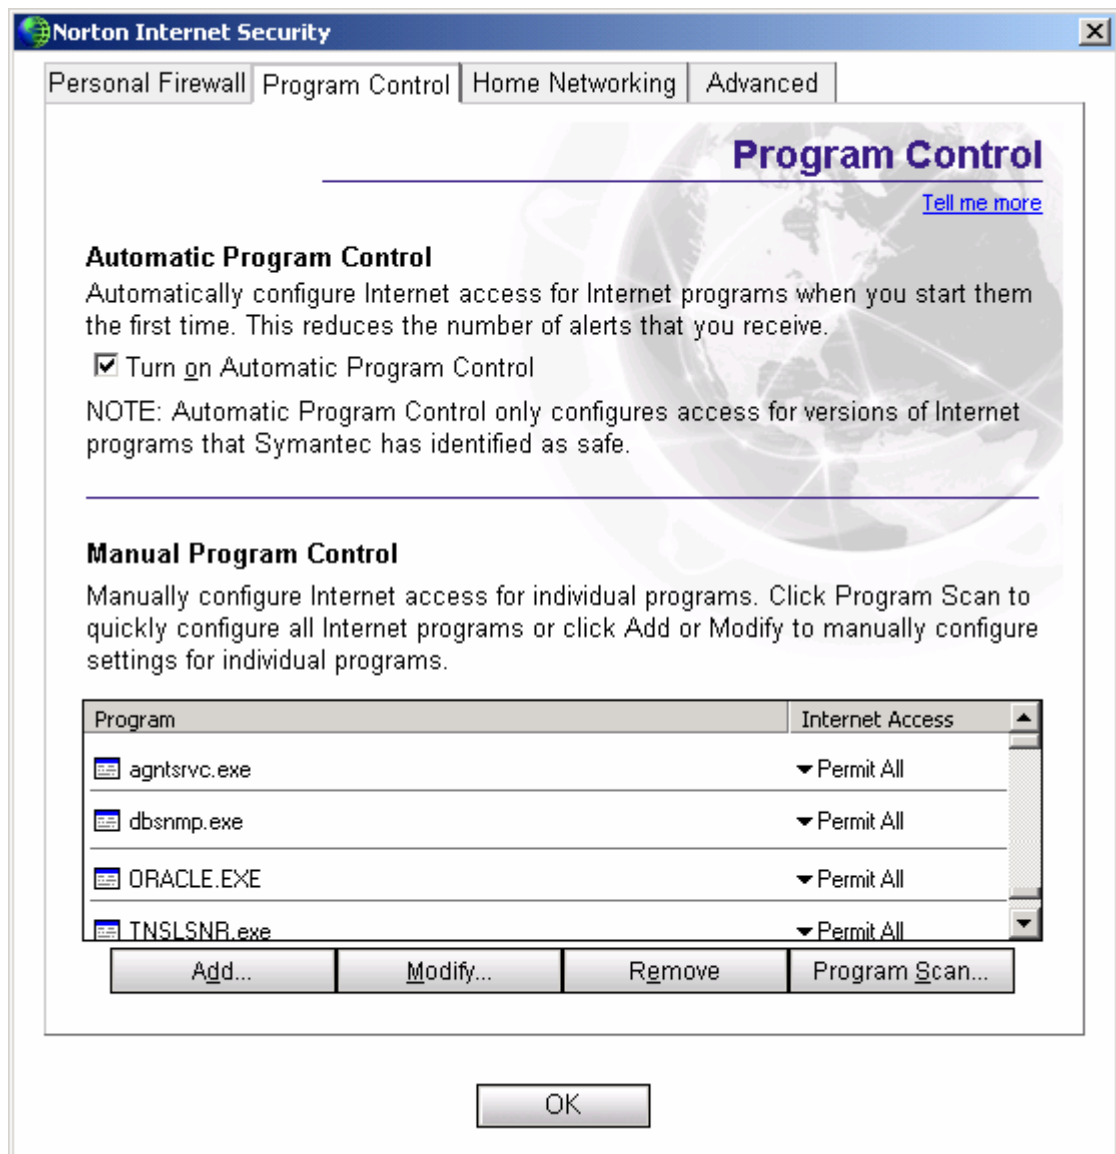 Norton Internet Security
Personal Firewall Program Control Home Networking Advanced
Program Control
Tell me more
Automatic Program Control
Automatically configure Internet access for Internet programs when you start them
the first time. This reduces the number of alerts that you receive.
Turn on Automatic Program Control
NOTE: Automatic Program Control only configures access for versions of Internet
programs that Symantec has identified as safe.
Manual Program Control
Manually configure Internet access for individual programs. Click Program Scan to
quickly configure all Internet programs or click Add or Modify to manually configure
settings for individual programs.
Program Internet Access
agntsrvc.exe Permit All
dbsnmp.exe Permit All
ORACLE.EXE Permit All
TNSLSNR.exe Permit All
Add... Modify... Remove Program Scan...
OK